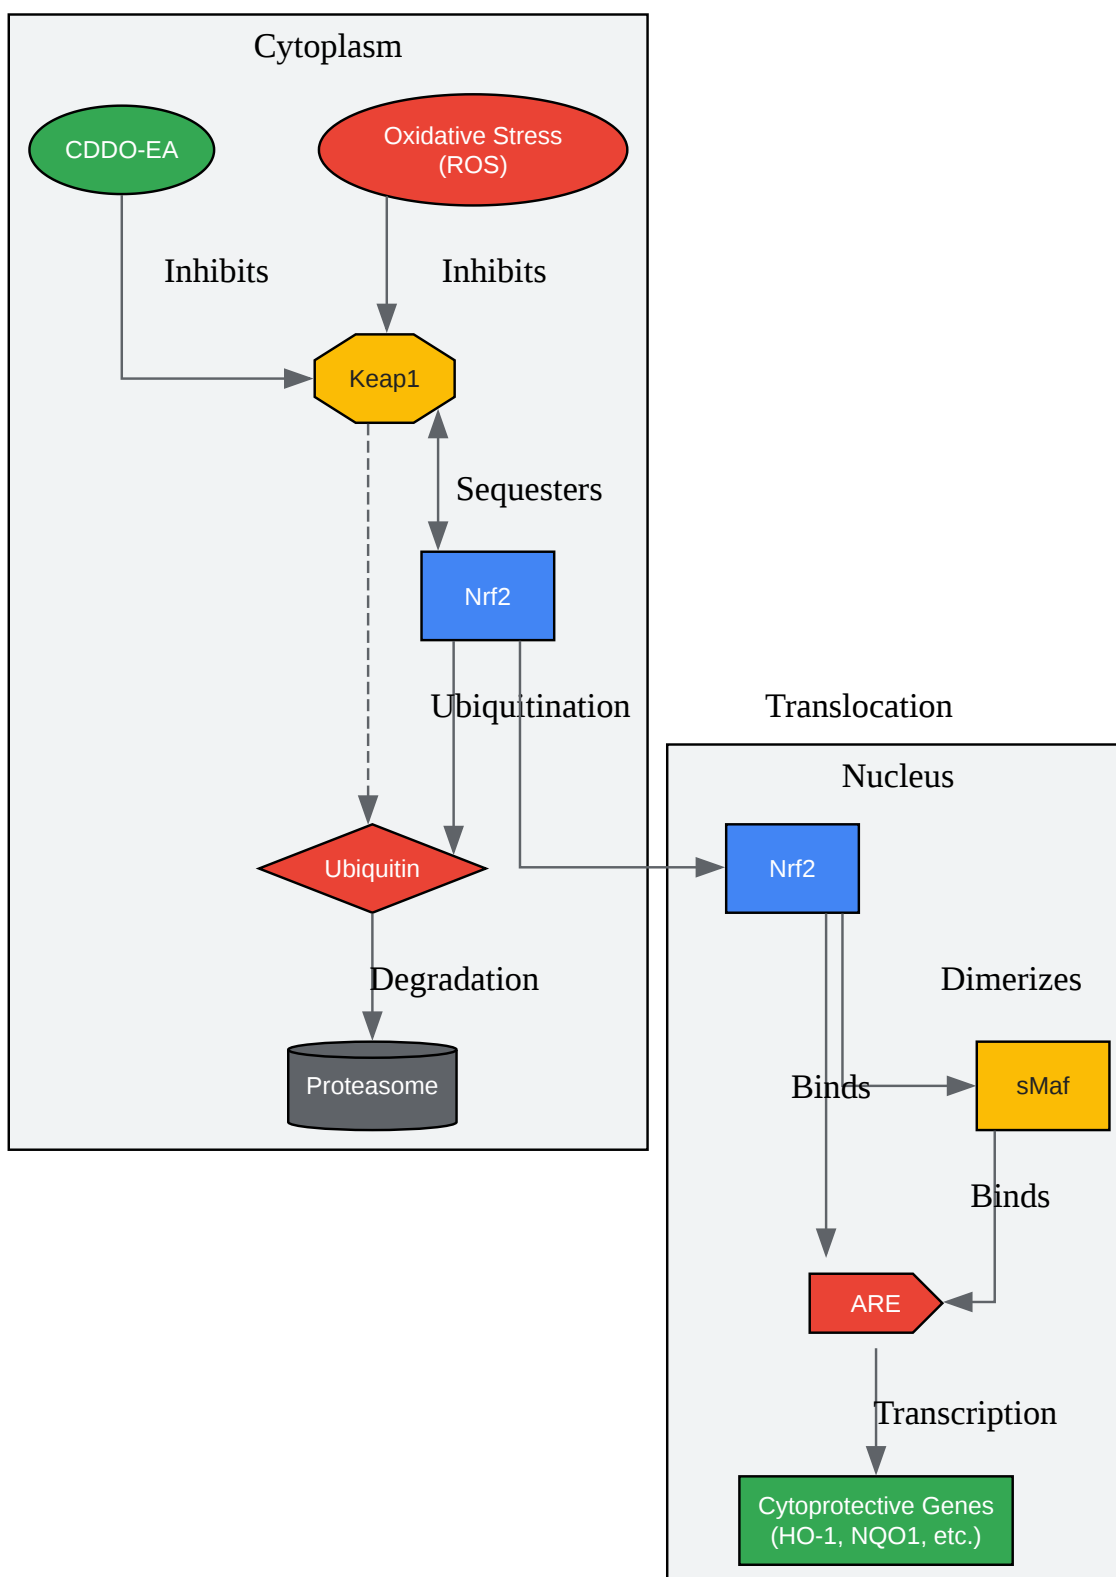 Cytoplasm
CDDO-EA
Oxidative Stress
(ROS)
Inhibits
Inhibits
Keap1
Sequesters
Nrf2
Ubiquitination
Translocation
Nucleus
Ubiquitin
Nrf2
Degradation
Dimerizes
Proteasome
Binds
sMaf
Binds
ARE
Transcription
Cytoprotective Genes
(HO-1, NQO1, etc.)